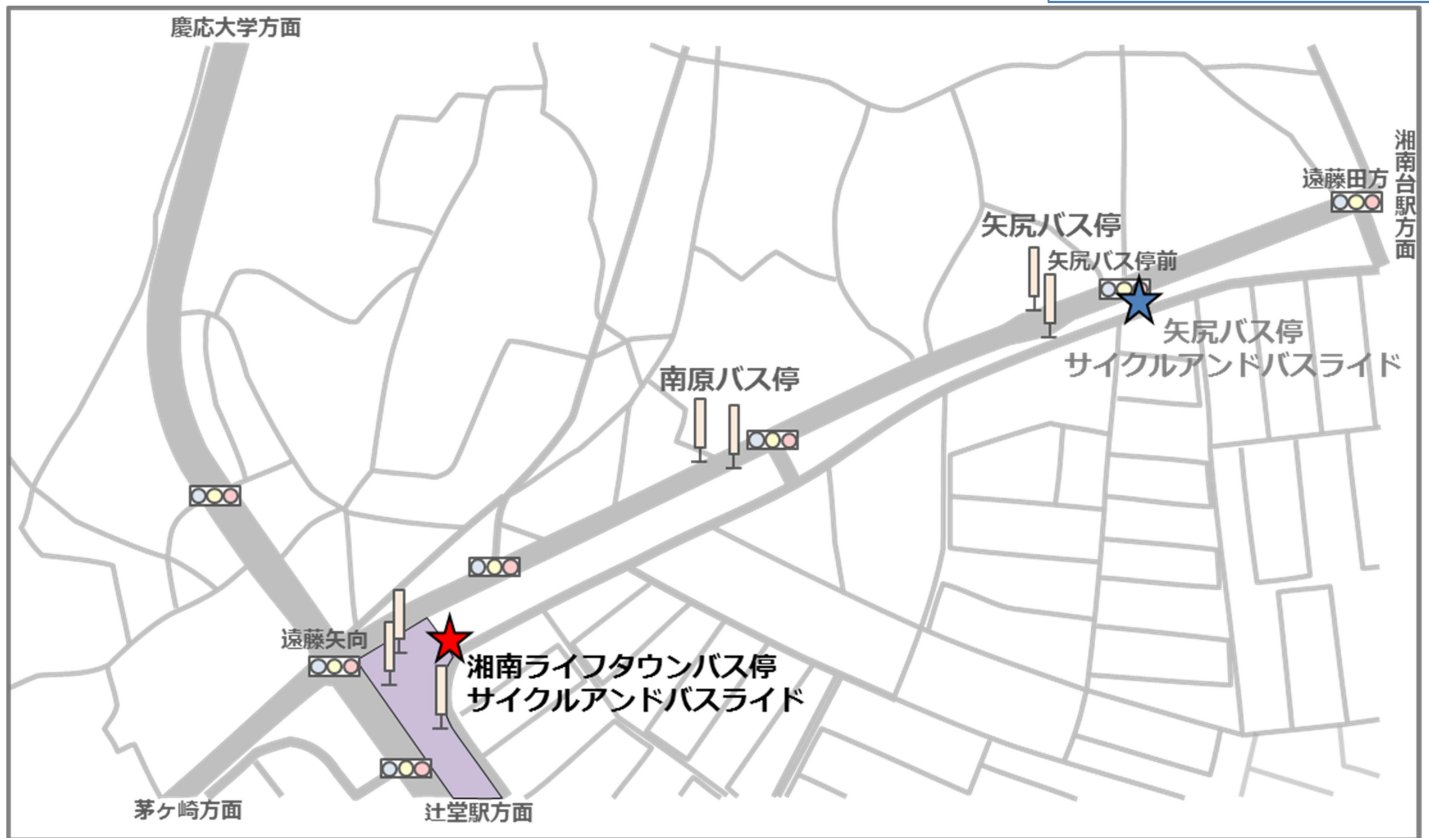 慶応大学方面
湘南台駅方面
遠藤田方
矢尻バス停
矢尻バス停前
矢尻バス停
サイクルアンドバスライド
南原バス停
遠藤矢向
湘南ライフタウンバス停
サイクルアンドバスライド
茅ヶ崎方面
辻堂駅方面